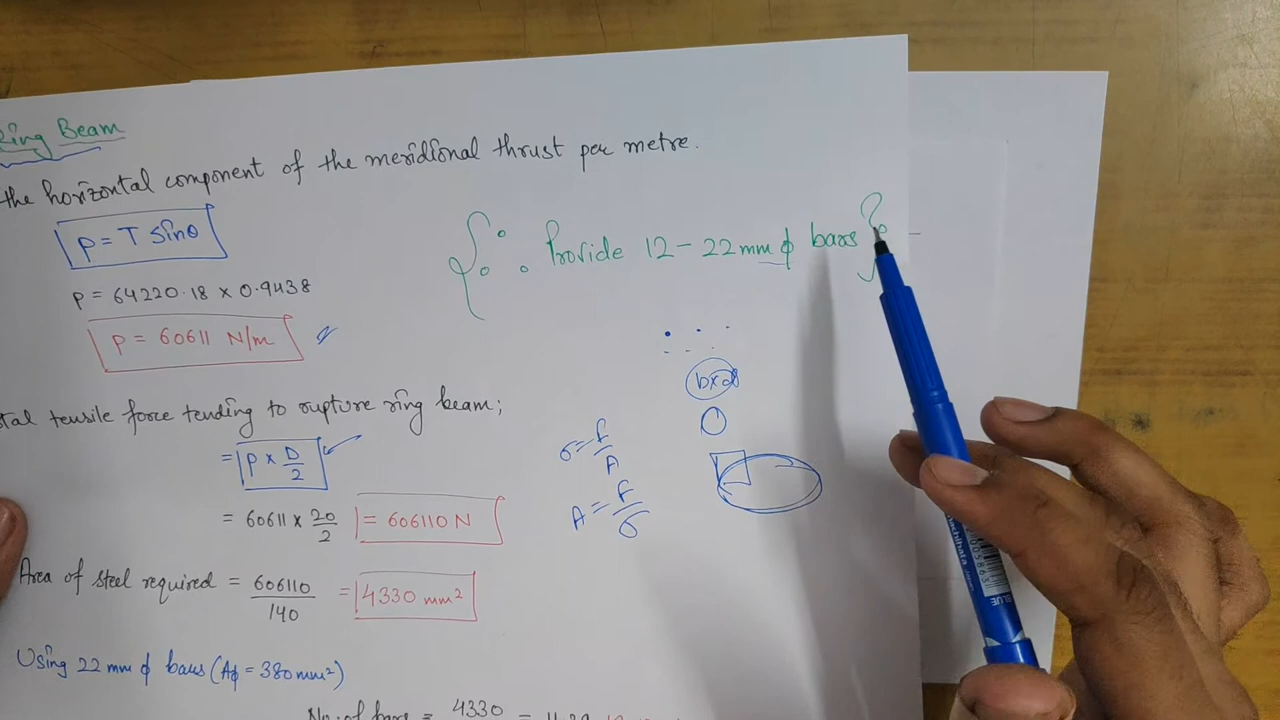 Ring Beam
the horizontal component of the meridional thrust per metre.
P = T Sinθ
P = 64220.18 x 0.9438
P = 60611 N/m
∴ Provide 12 - 22 mm ϕ bars
bxd
tal tensile force tending to rupture ring beam;
= P x D/2
= 60611 x 20/2 = 606110 N
σ = F/A
A = F/σ
Area of steel required = 606110/140 = 4330 mm²
Using 22 mm ϕ bars (Aϕ = 380 mm²)
No. of bars = 4330
BLUE